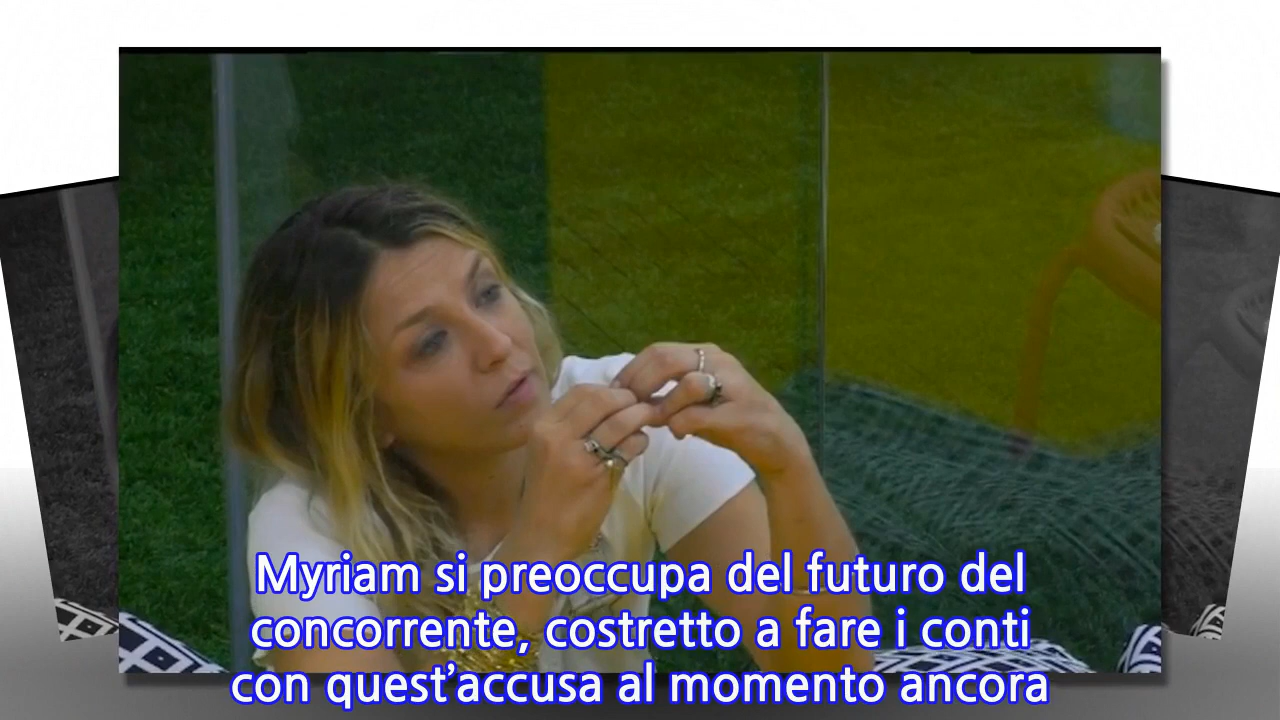 Myriam si preoccupa del futuro del
concorrente, costretto a fare i conti
con quest’accusa al momento ancora